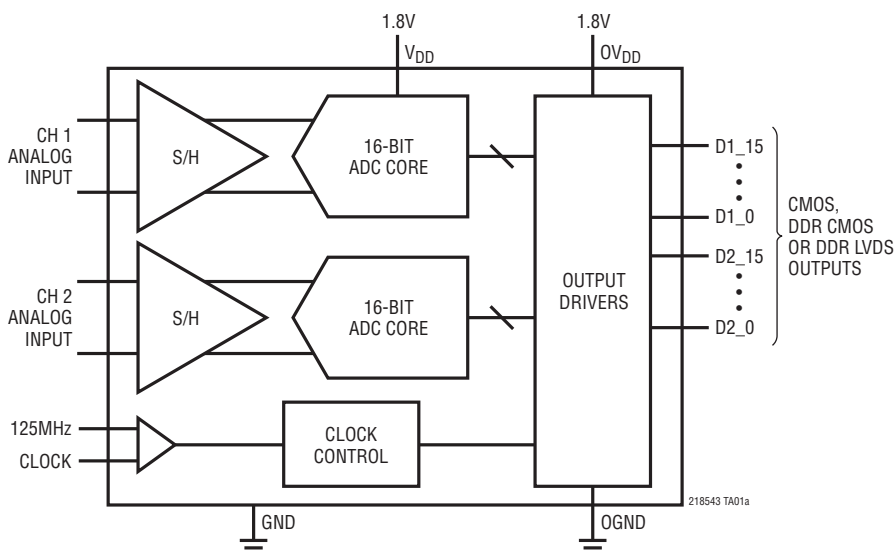 1.8V
1.8V
VDD
OVDD
CH 1
ANALOG
INPUT
S/H
16-BIT
ADC CORE
D1_15
D1_0
CH 2
ANALOG
INPUT
S/H
16-BIT
ADC CORE
OUTPUT
DRIVERS
D2_15
D2_0
CMOS,
DDR CMOS
OR DDR LVDS
OUTPUTS
125MHz
CLOCK
CLOCK
CONTROL
GND
OGND
218543 TA01a